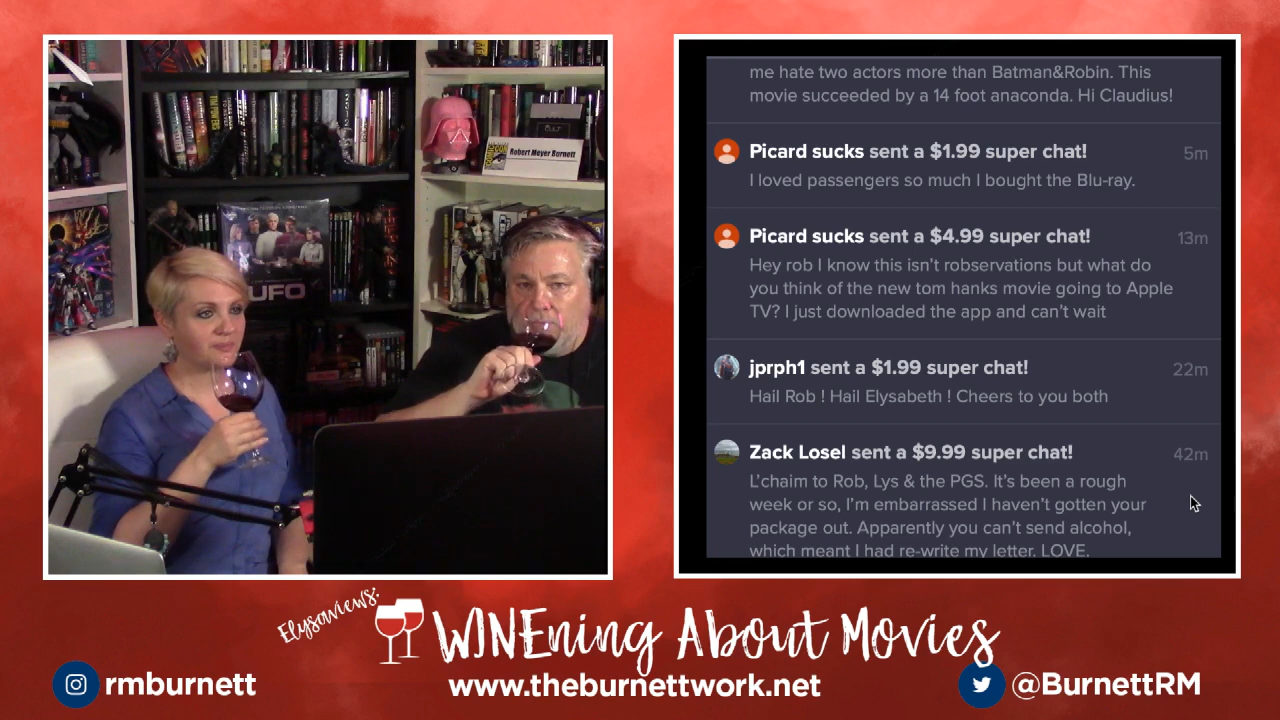 TIM POWERS
CULT
COMIC CON
Robert Meyer Burnett
UFO
me hate two actors more than Batman&Robin. This
movie succeeded by a 14 foot anaconda. Hi Claudius!
Picard sucks sent a $1.99 super chat! 5m
I loved passengers so much I bought the Blu-ray.
Picard sucks sent a $4.99 super chat! 13m
Hey rob I know this isn't robservations but what do
you think of the new tom hanks movie going to Apple
TV? I just downloaded the app and can't wait
jprph1 sent a $1.99 super chat! 22m
Hail Rob ! Hail Elysabeth ! Cheers to you both
Zack Losel sent a $9.99 super chat! 42m
L'chaim to Rob, Lys & the PGS. It's been a rough
week or so, I'm embarrassed I haven't gotten your
package out. Apparently you can't send alcohol,
which meant I had re-write my letter. LOVE,
Elysaviews:
WINEning About Movies
rmburnett
www.theburnettwork.net
@BurnettRM